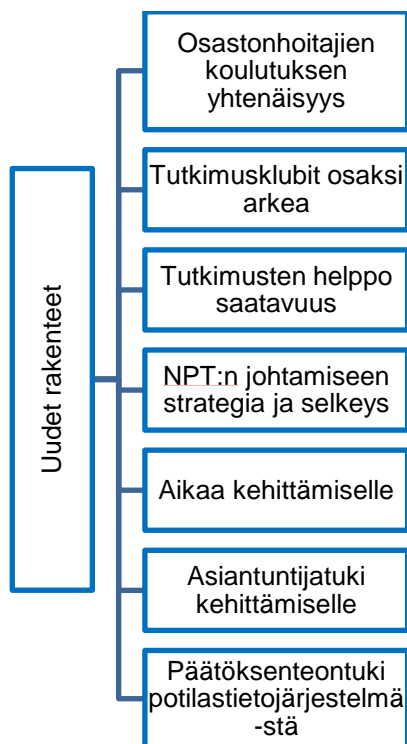 Uudet rakenteet
Osastonhoitajien
koulutuksen
yhtenäisyys
Tutkimusklubit osaksi
arkea
Tutkimusten helppo
saatavuus
NPT:n johtamiseen
strategia ja selkeys
Aikaa kehittämiselle
Asiantuntijatuki
kehittämiselle
Päätöksenteontuki
potilastietojärjestelmä
-stä